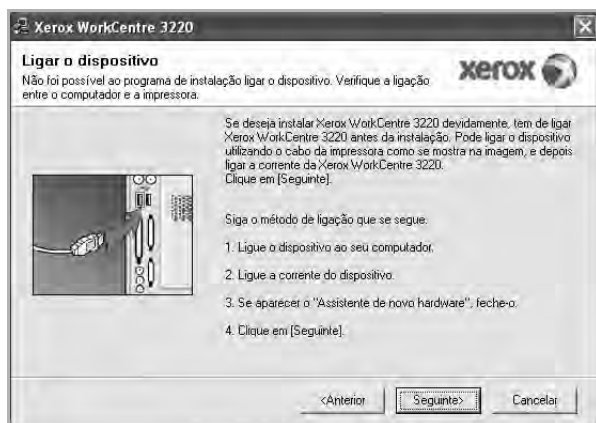 Xerox WorkCentre 3220
Ligar o dispositivo
Não foi possível ao programa de instalação ligar o dispositivo. Verifique a ligação
entre o computador e a impressora.
xerox
Se deseja instalar Xerox WorkCentre 3220 devidamente, tem de ligar
Xerox WorkCentre 3220 antes da instalação. Pode ligar o dispositivo
utilizando o cabo da impressora como se mostra na imagem, e depois
ligar a corrente da Xerox WorkCentre 3220.
Clique em [Seguinte].
Siga o método de ligação que se segue.
1. Ligue o dispositivo ao seu computador.
2. Ligue a corrente do dispositivo.
3. Se aparecer o "Assistente de novo hardware", feche-o.
4. Clique em [Seguinte].
<Anterior
Seguinte>
Cancelar